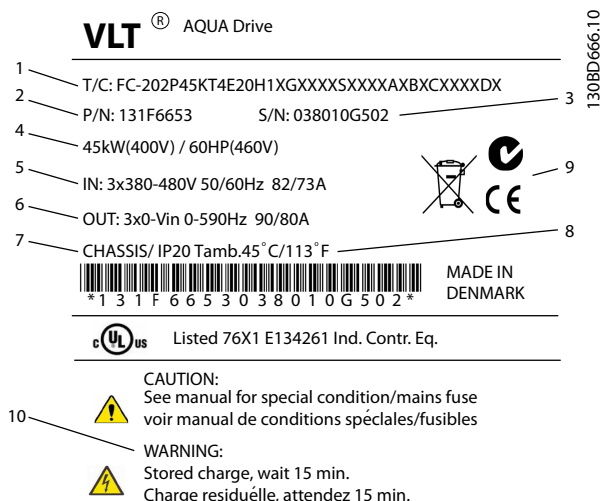 VLT ® AQUA Drive
130BD666.10
1 T/C: FC-202P45KT4E20H1XGXXXXSXXXXAXBXCXXXXDX
2 P/N: 131F6653 S/N: 038010G502 3
4 45kW(400V) / 60HP(460V)
5 IN: 3x380-480V 50/60Hz 82/73A
6 OUT: 3x0-Vin 0-590Hz 90/80A
CE 9
7 CHASSIS/ IP20 Tamb.45˚C/113˚F 8
*131F6653038010G502*
MADE IN
DENMARK
c UL us Listed 76X1 E134261 Ind. Contr. Eq.
CAUTION:
See manual for special condition/mains fuse
voir manual de conditions spéclales/fusibles
10 WARNING:
Stored charge, wait 15 min.
Charge residuélle, attendez 15 min.